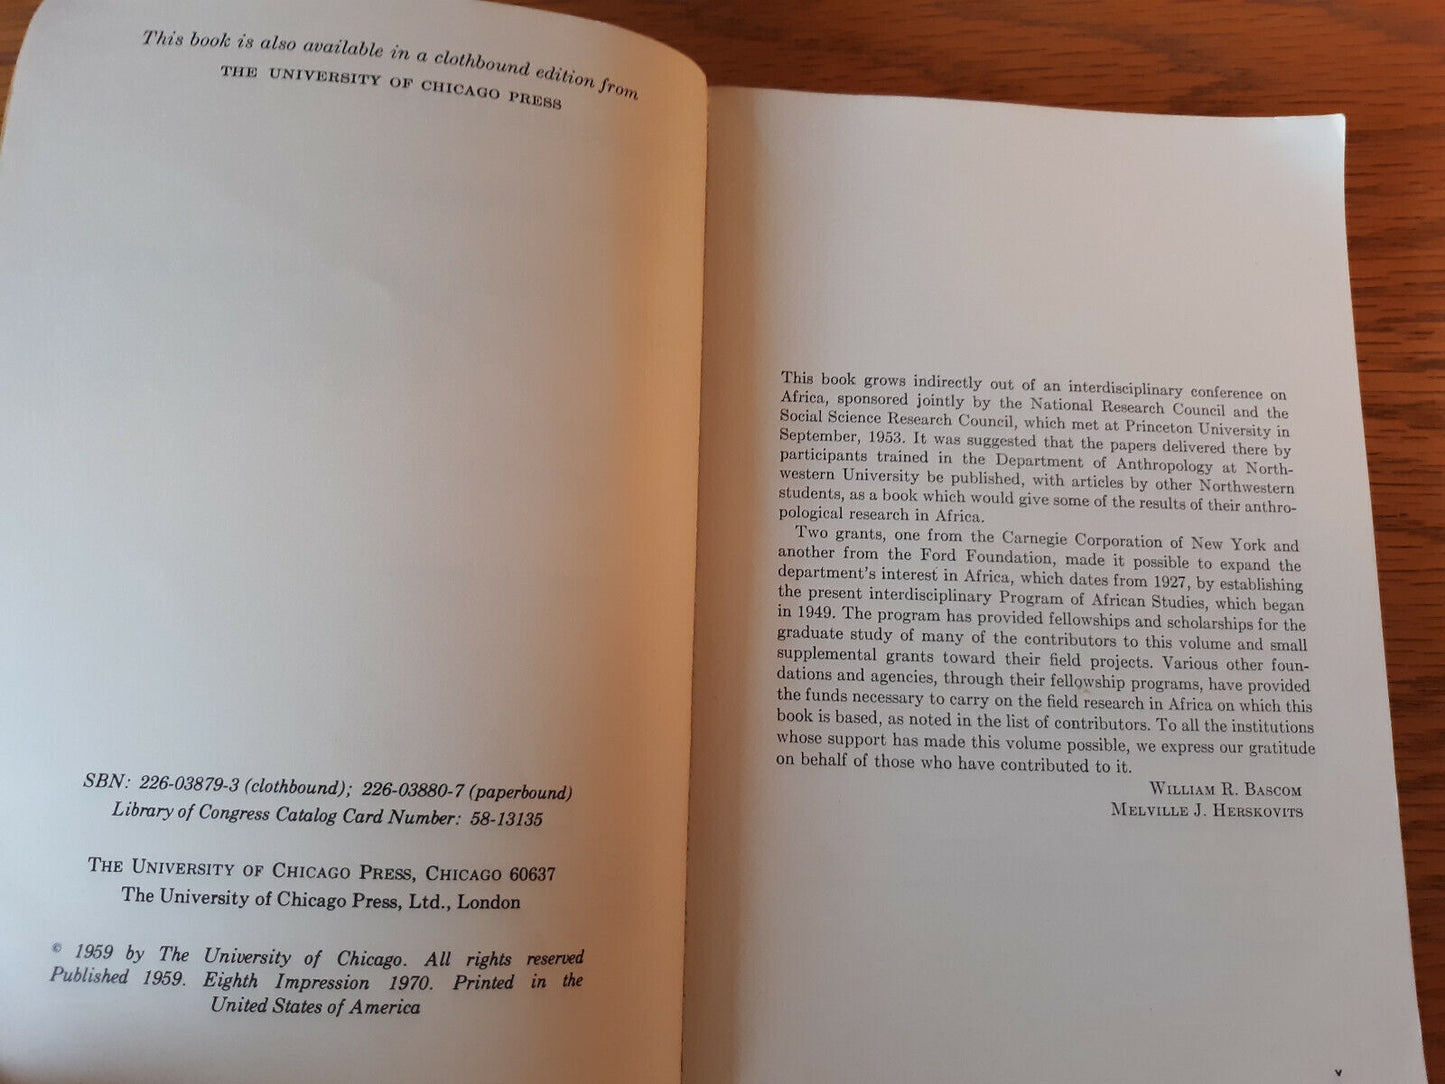 This book is also available in a clothbound edition from
THE UNIVERSITY OF CHICAGO PRESS
SBN: 226-03879-3 (clothbound); 226-03880-7 (paperbound)
Library of Congress Catalog Card Number: 58-13135
THE UNIVERSITY OF CHICAGO PRESS, CHICAGO 60637
The University of Chicago Press, Ltd., London
© 1959 by The University of Chicago. All rights reserved
Published 1959. Eighth Impression 1970. Printed in the
United States of America
This book grows indirectly out of an interdisciplinary conference on
Africa, sponsored jointly by the National Research Council and the
Social Science Research Council, which met at Princeton University in
September, 1953. It was suggested that the papers delivered there by
participants trained in the Department of Anthropology at North-
western University be published, with articles by other Northwestern
students, as a book which would give some of the results of their anthro-
pological research in Africa.
Two grants, one from the Carnegie Corporation of New York and
another from the Ford Foundation, made it possible to expand the
department's interest in Africa, which dates from 1927, by establishing
the present interdisciplinary Program of African Studies, which began
in 1949. The program has provided fellowships and scholarships for the
graduate study of many of the contributors to this volume and small
supplemental grants toward their field projects. Various other foun-
dations and agencies, through their fellowship programs, have provided
the funds necessary to carry on the field research in Africa on which this
book is based, as noted in the list of contributors. To all the institutions
whose support has made this volume possible, we express our gratitude
on behalf of those who have contributed to it.
WILLIAM R. BASCOM
MELVILLE J. HERSKOVITS
v